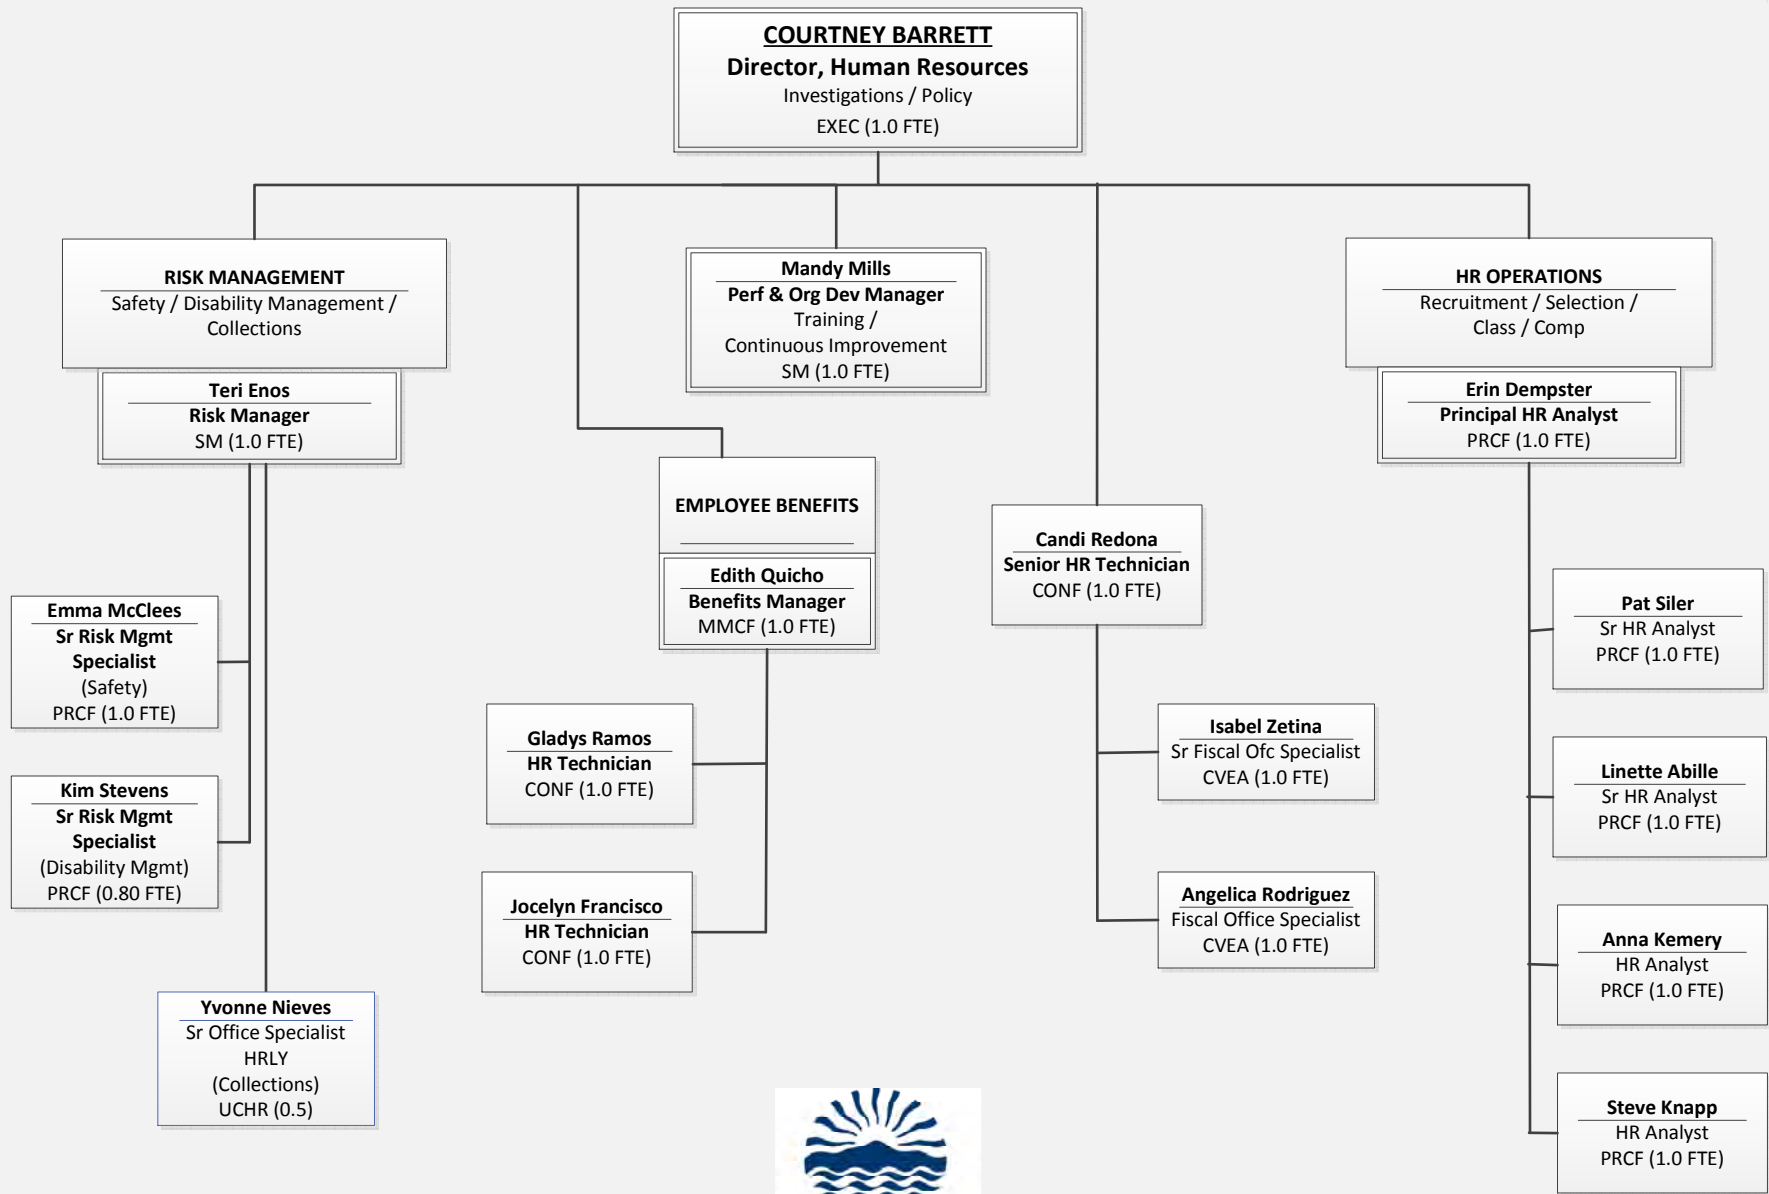 COURTNEY BARRETT
Director, Human Resources
Investigations / Policy
EXEC (1.0 FTE)
RISK MANAGEMENT
Safety / Disability Management /
Collections
Teri Enos
Risk Manager
SM (1.0 FTE)
Mandy Mills
Perf & Org Dev Manager
Training /
Continuous Improvement
SM (1.0 FTE)
HR OPERATIONS
Recruitment / Selection /
Class / Comp
Erin Dempster
Principal HR Analyst
PRCF (1.0 FTE)
EMPLOYEE BENEFITS
Edith Quicho
Benefits Manager
MMCF (1.0 FTE)
Candi Redona
Senior HR Technician
CONF (1.0 FTE)
Emma McClees
Sr Risk Mgmt
Specialist
(Safety)
PRCF (1.0 FTE)
Kim Stevens
Sr Risk Mgmt
Specialist
(Disability Mgmt)
PRCF (0.80 FTE)
Yvonne Nieves
Sr Office Specialist
HRLY
(Collections)
UCHR (0.5)
Gladys Ramos
HR Technician
CONF (1.0 FTE)
Jocelyn Francisco
HR Technician
CONF (1.0 FTE)
Isabel Zetina
Sr Fiscal Ofc Specialist
CVEA (1.0 FTE)
Angelica Rodriguez
Fiscal Office Specialist
CVEA (1.0 FTE)
Pat Siler
Sr HR Analyst
PRCF (1.0 FTE)
Linette Abille
Sr HR Analyst
PRCF (1.0 FTE)
Anna Kemery
HR Analyst
PRCF (1.0 FTE)
Steve Knapp
HR Analyst
PRCF (1.0 FTE)